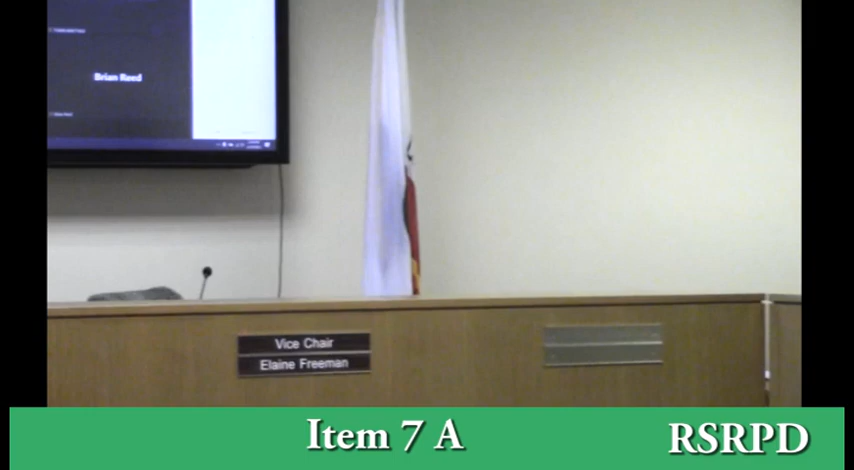 Brian Reed
Vice Chair
Elaine Freeman
Item 7 A
RSRPD